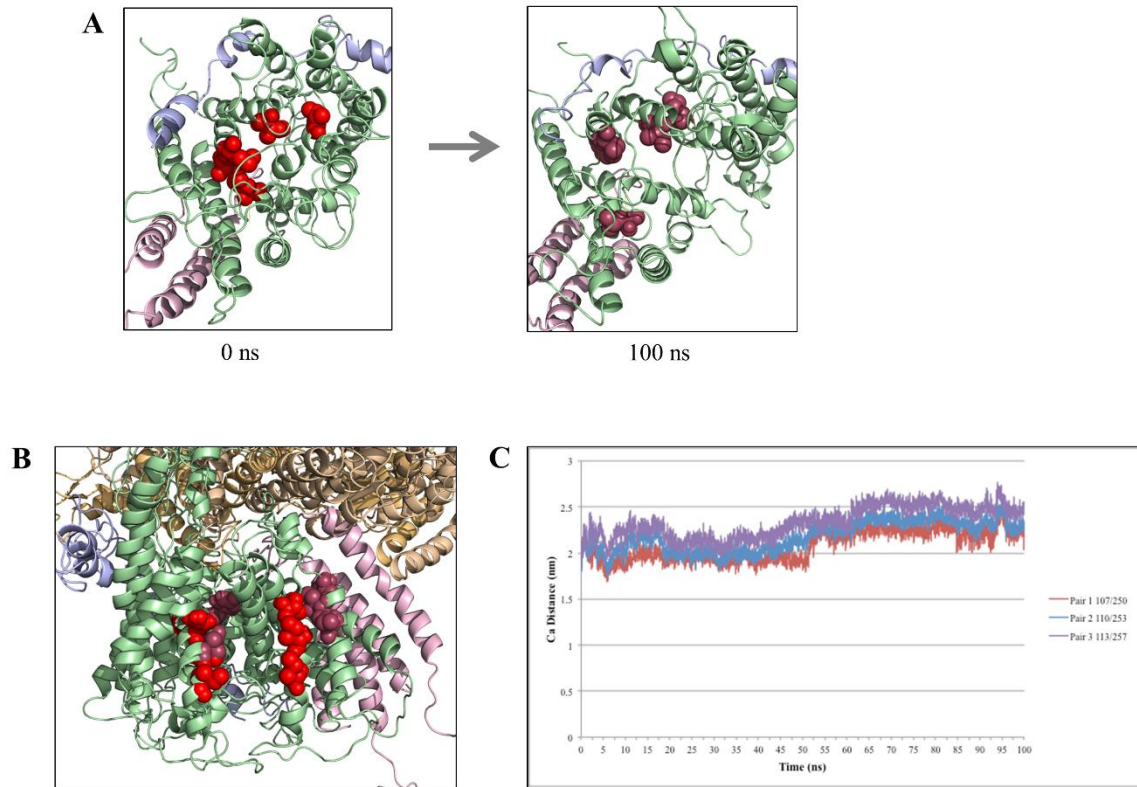 A
0 ns
100 ns
B
C
3
2.5
2
1.5
1
0.5
0
Ca Distance (nm)
0 5 10 15 20 25 30 35 40 45 50 55 60 65 70 75 80 85 90 95 100
Time (ns)
Pair 1 107/250
Pair 2 110/253
Pair 3 113/257